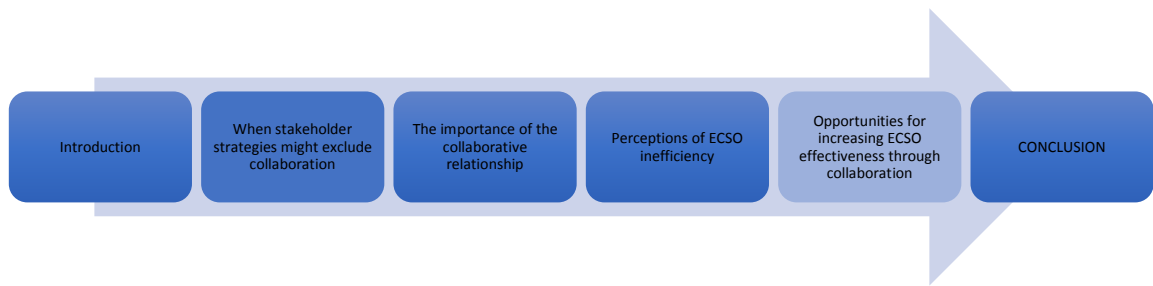 Introduction
When stakeholder
strategies might exclude
collaboration
The importance of the
collaborative
relationship
Perceptions of ECSO
inefficiency
Opportunities for
increasing ECSO
effectiveness through
collaboration
CONCLUSION